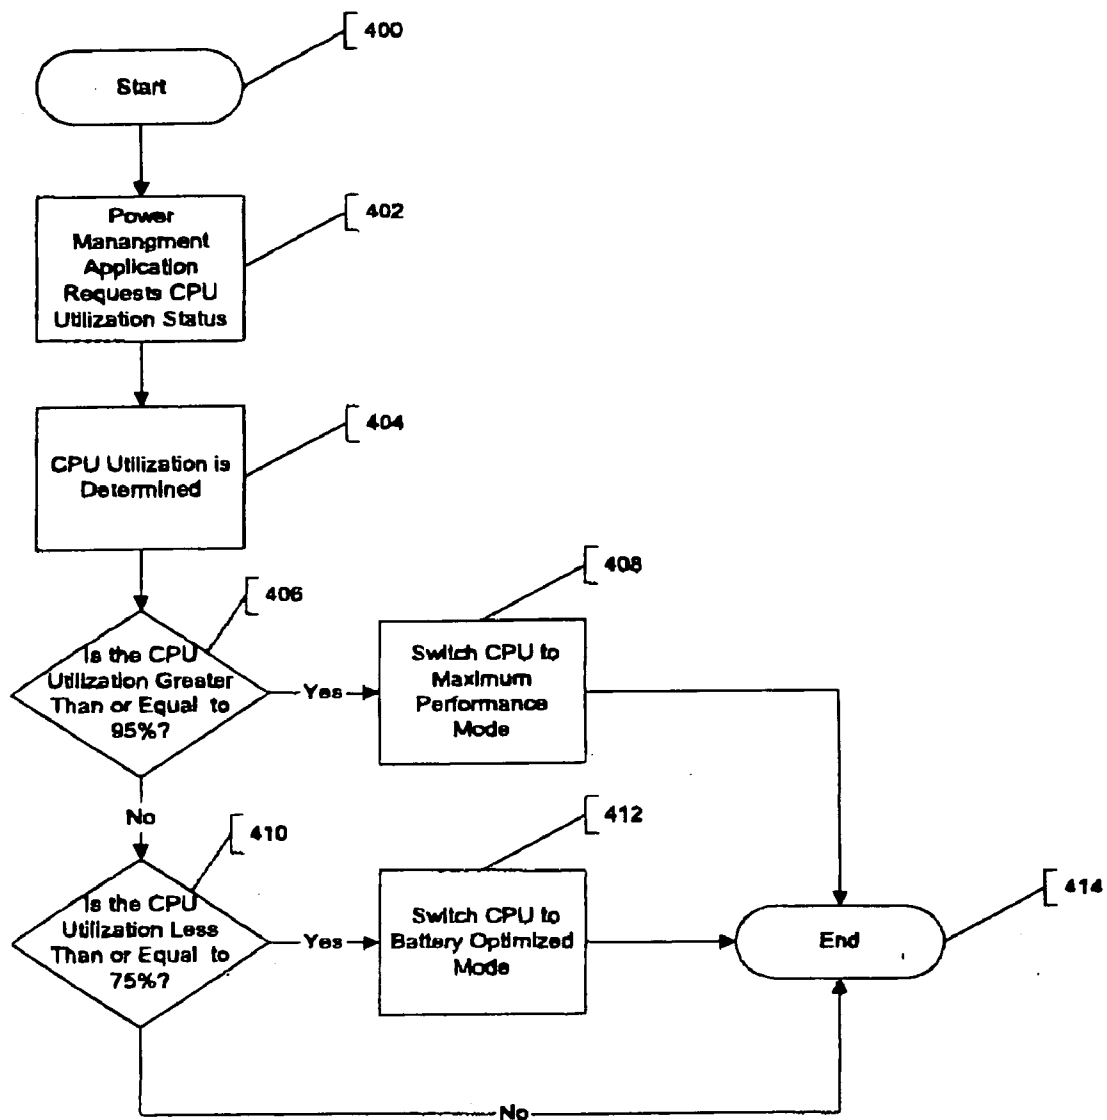 400
Start
402
Power
Manangment
Application
Requests CPU
Utilization Status
404
CPU Utilization is
Determined
406
Is the CPU
Utilization Greater
Than or Equal to
95%?
Yes
408
Switch CPU to
Maximum
Performance
Mode
No
410
Is the CPU
Utilization Less
Than or Equal to
75%?
Yes
412
Switch CPU to
Battery Optimized
Mode
414
End
No